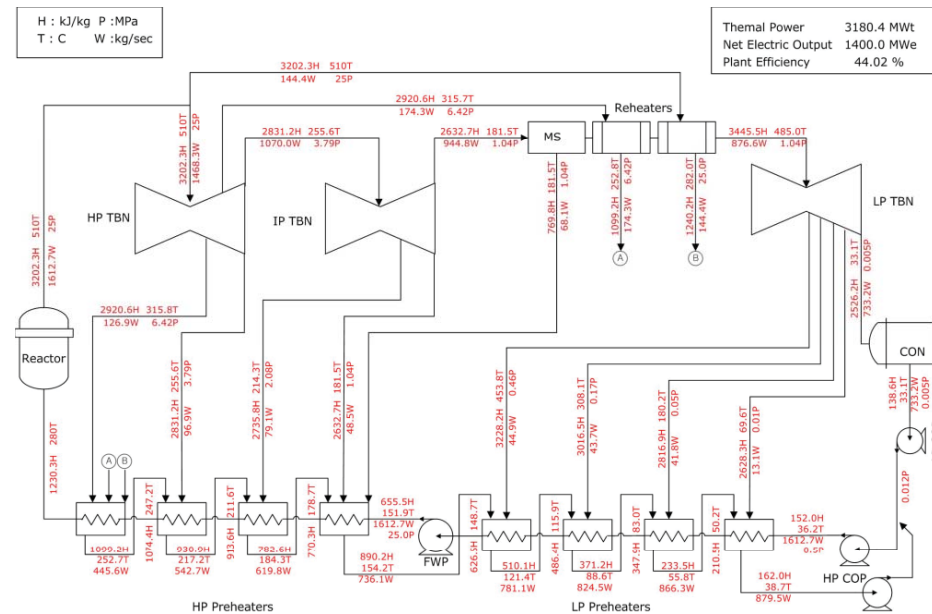 H : kJ/kg P :MPa
T : C W :kg/sec
Themal Power 3180.4 MWt
Net Electric Output 1400.0 MWe
Plant Efficiency 44.02 %
3202.3H 510T
144.4W 25P
2920.6H 315.7T
174.3W 6.42P
Reheaters
2831.2H 255.6T
1070.0W 3.79P
2632.7H 181.5T
944.8W 1.04P
MS
3445.5H 485.0T
876.6W 1.04P
3202.3H 510T
1612.7W 25P
3202.3H 510T
1468.3W 25P
HP TBN
IP TBN
LP TBN
769.8H 181.5T
68.1W 1.04P
1099.2H 252.8T
174.3W 6.42P
1240.2H 282.0T
144.4W 25.0P
A
B
2526.2H 33.1T
733.2W 0.005P
2920.6H 315.8T
126.9W 6.42P
Reactor
CON
2831.2H 255.6T
96.9W 3.79P
2735.8H 214.3T
79.1W 2.08P
2632.7H 181.5T
48.5W 1.04P
3228.2H 453.8T
44.9W 0.46P
3016.5H 308.1T
43.7W 0.17P
2816.9H 180.2T
41.8W 0.05P
2628.3H 69.6T
13.1W 0.01P
138.6H
33.1T
733.2W
0.005P
1230.3H 280T
A
B
0.012P
247.2T
211.6T
913.6H
178.7T
655.5H
151.9T
1612.7W
25.0P
FWP
148.7T
626.5H
115.9T
486.4H
83.0T
347.9H
50.2T
210.5H
152.0H
36.2T
1612.7W
0.5P
HP COP
1099.2H
252.7T
445.6W
930.9H
217.2T
542.7W
782.6H
184.3T
619.8W
890.2H
154.2T
736.1W
510.1H
121.4T
781.1W
371.2H
88.6T
824.5W
233.5H
55.8T
866.3W
162.0H
38.7T
879.5W
HP Preheaters
LP Preheaters